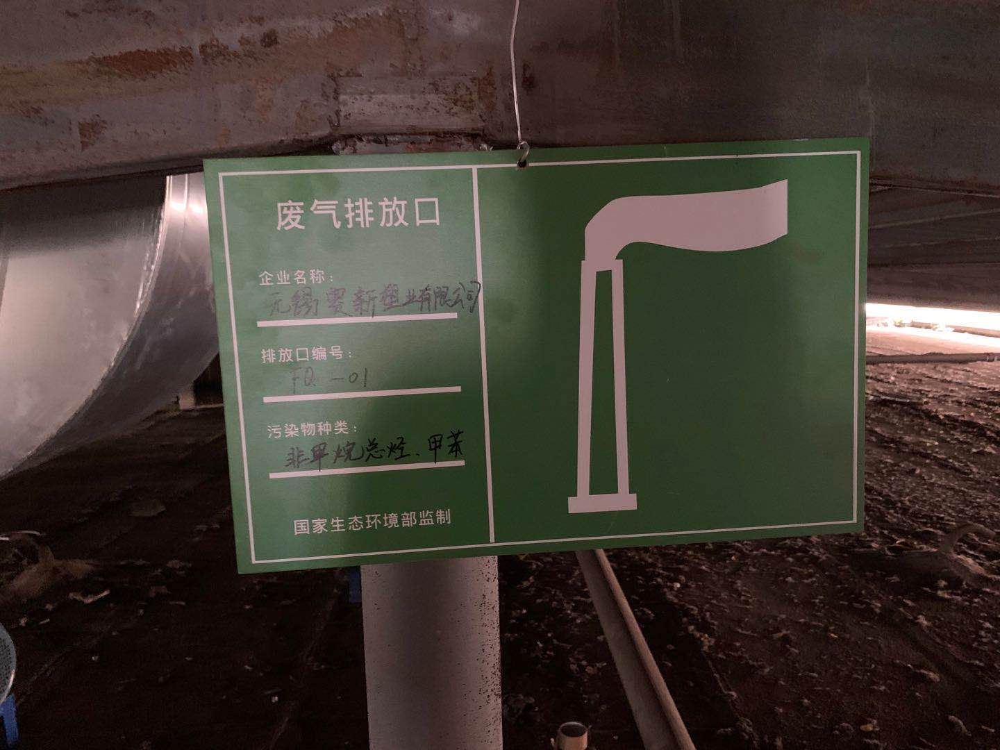 废气排放口
企业名称：
无锡赛新塑业有限公司
排放口编号：
FQ-01
污染物种类：
非甲烷总烃、甲苯
国家生态环境部监制